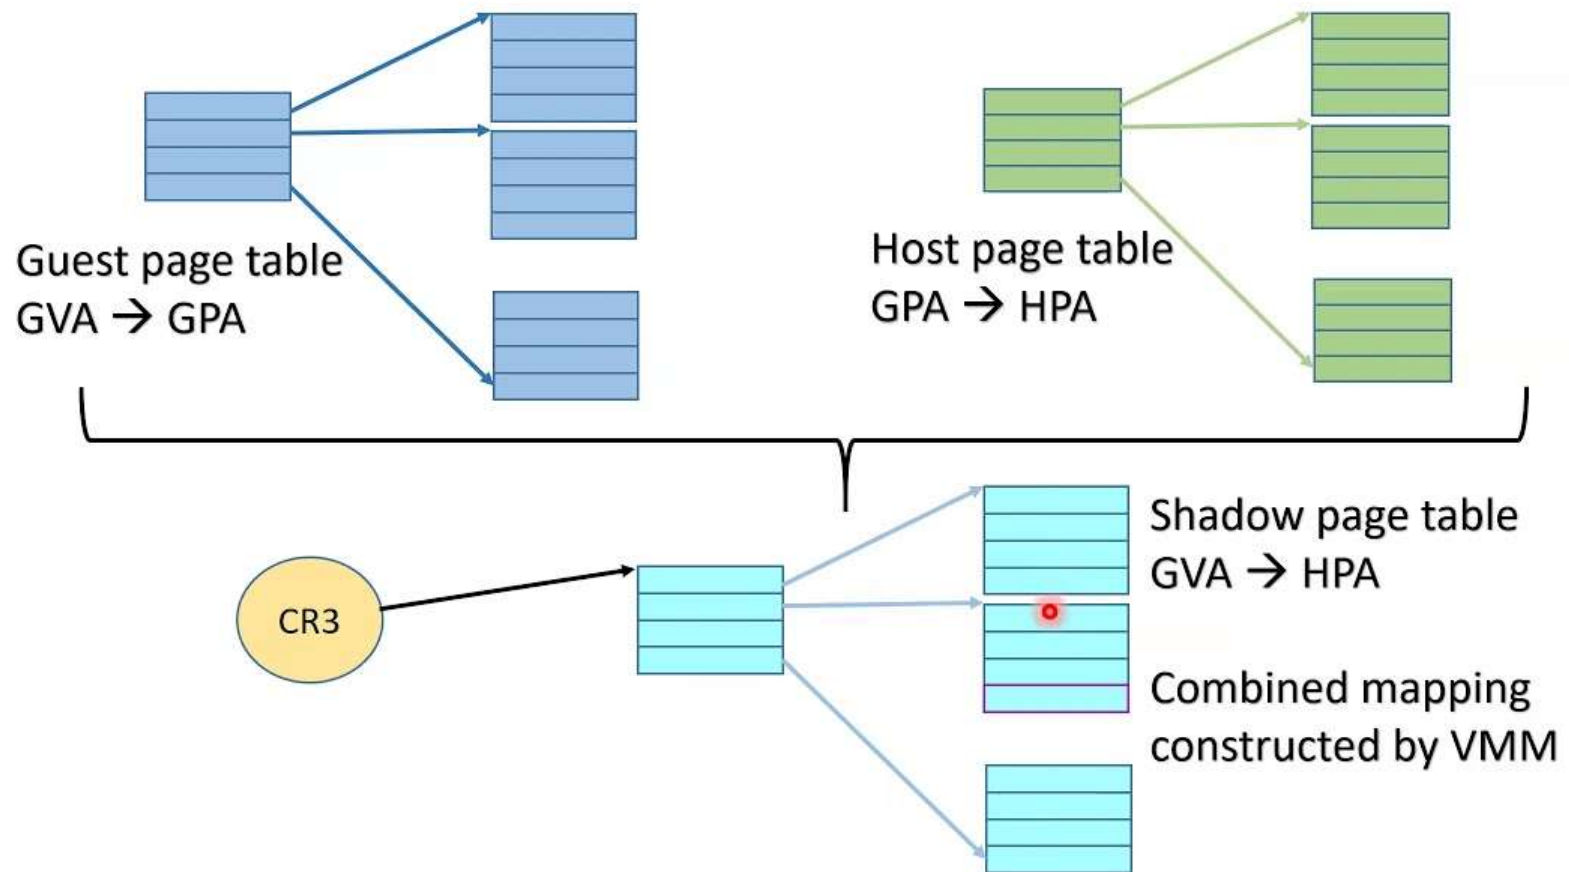 Guest page table
GVA → GPA
Host page table
GPA → HPA
CR3
Shadow page table
GVA → HPA
Combined mapping
constructed by VMM